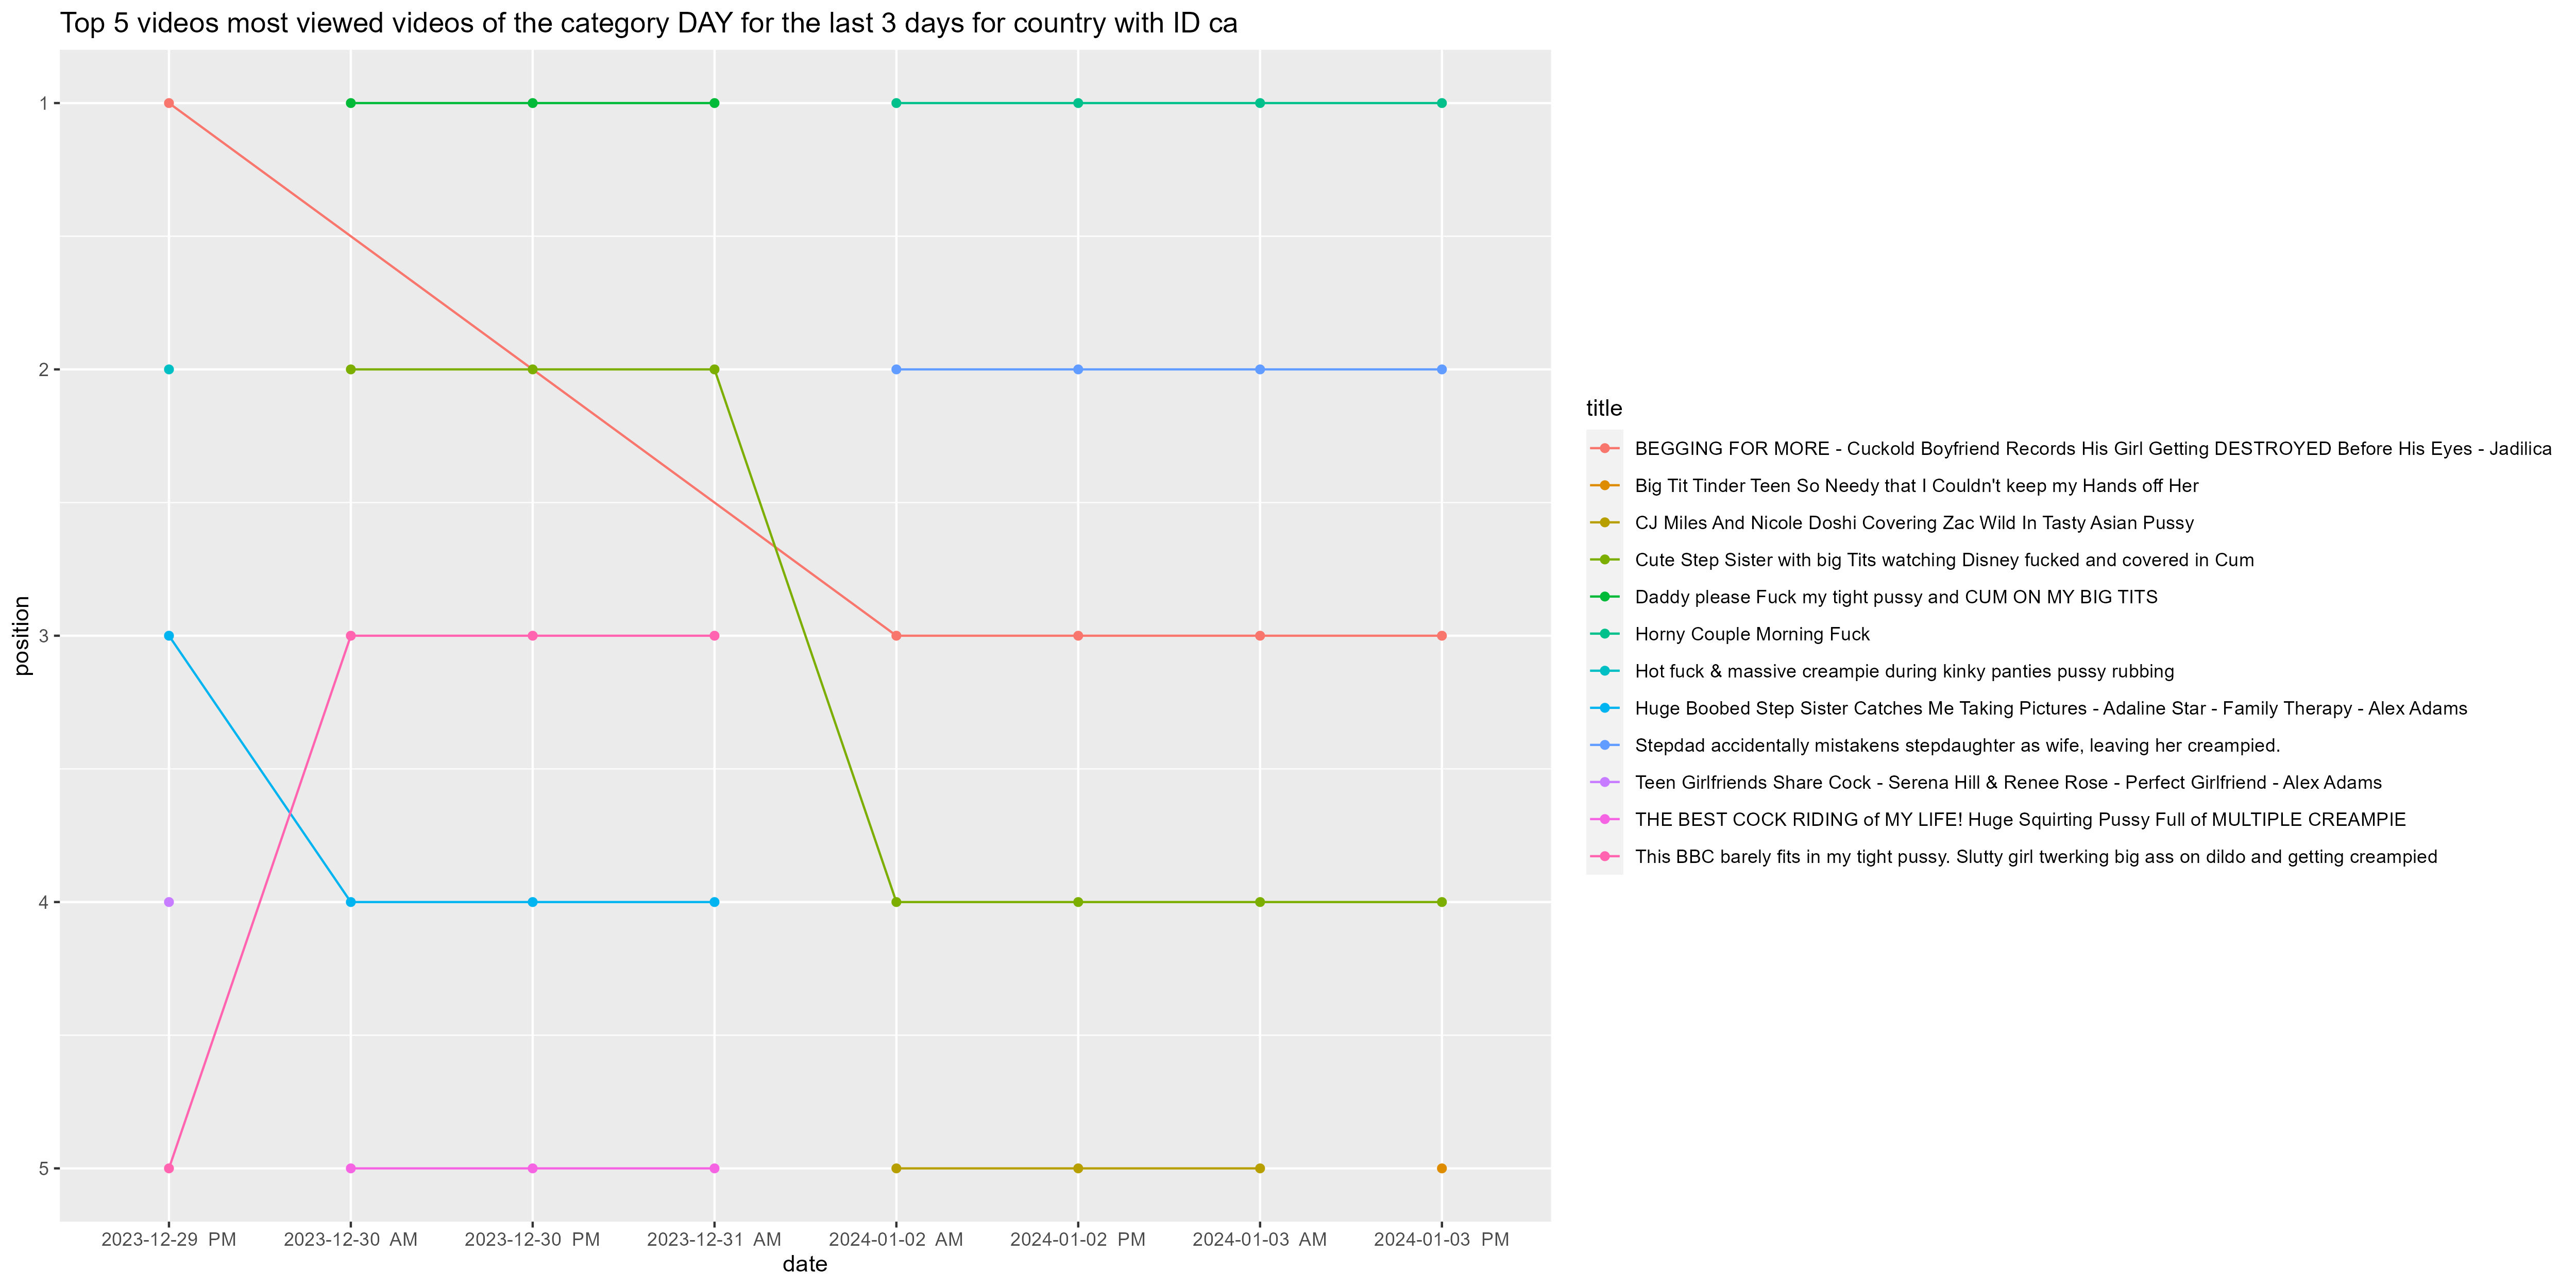 Top 5 videos most viewed videos of the category DAY for the last 3 days for country with ID ca
position
1
2
3
4
5
2023-12-29 PM
2023-12-30 AM
2023-12-30 PM
2023-12-31 AM
2024-01-02 AM
2024-01-02 PM
2024-01-03 AM
2024-01-03 PM
date
title
BEGGING FOR MORE - Cuckold Boyfriend Records His Girl Getting DESTROYED Before His Eyes - Jadilica
Big Tit Tinder Teen So Needy that I Couldn't keep my Hands off Her
CJ Miles And Nicole Doshi Covering Zac Wild In Tasty Asian Pussy
Cute Step Sister with big Tits watching Disney fucked and covered in Cum
Daddy please Fuck my tight pussy and CUM ON MY BIG TITS
Horny Couple Morning Fuck
Hot fuck & massive creampie during kinky panties pussy rubbing
Huge Boobed Step Sister Catches Me Taking Pictures - Adaline Star - Family Therapy - Alex Adams
Stepdad accidentally mistakens stepdaughter as wife, leaving her creampied.
Teen Girlfriends Share Cock - Serena Hill & Renee Rose - Perfect Girlfriend - Alex Adams
THE BEST COCK RIDING of MY LIFE! Huge Squirting Pussy Full of MULTIPLE CREAMPIE
This BBC barely fits in my tight pussy. Slutty girl twerking big ass on dildo and getting creampied